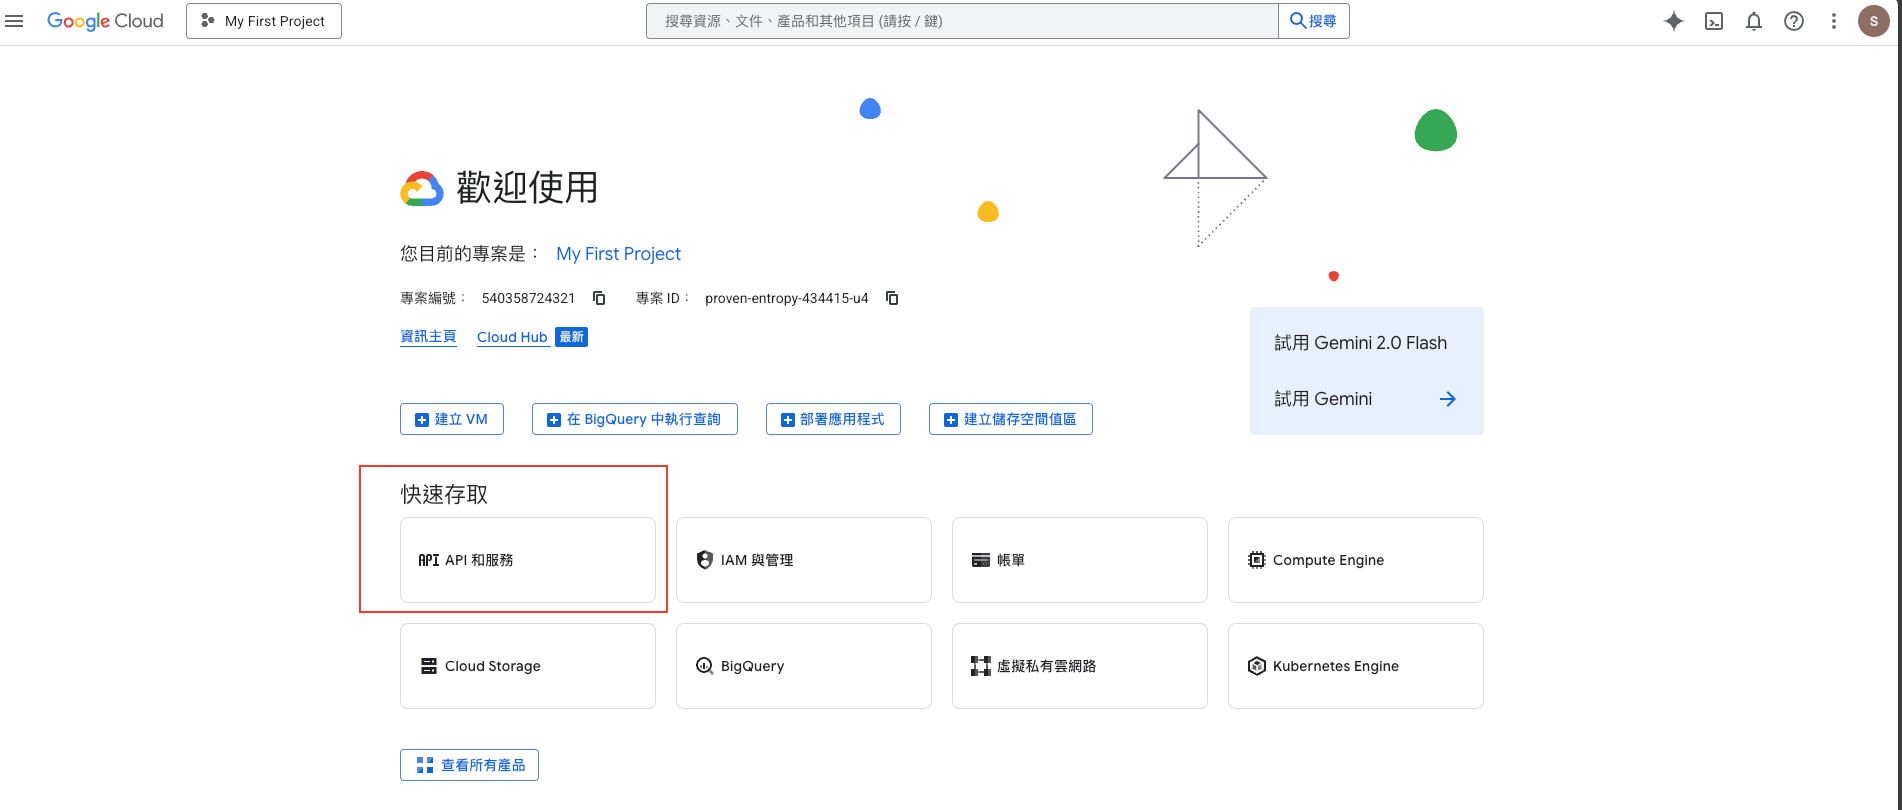 Google Cloud
My First Project
搜尋資源、文件、產品和其他項目 (請按 / 鍵)
搜尋
S
歡迎使用
您目前的專案是： My First Project
專案編號： 540358724321 專案 ID： proven-entropy-434415-u4
資訊主頁 Cloud Hub 最新
試用 Gemini 2.0 Flash
試用 Gemini
建立 VM
在 BigQuery 中執行查詢
部署應用程式
建立儲存空間值區
快速存取
API API 和服務
IAM 與管理
帳單
Compute Engine
Cloud Storage
BigQuery
虛擬私有雲網路
Kubernetes Engine
查看所有產品